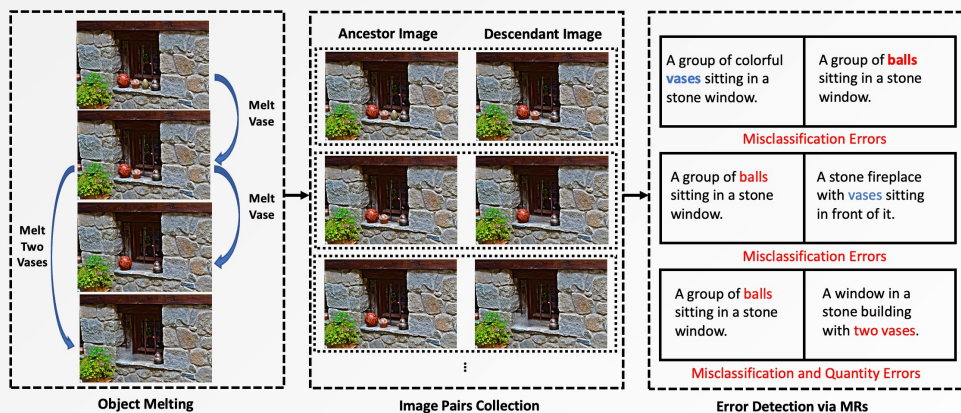 Melt
Vase
Melt
Vase
Melt
Two
Vases
Object Melting
Ancestor Image
Descendant Image
...
Image Pairs Collection
A group of colorful
vases sitting in a
stone window.
A group of balls
sitting in a stone
window.
Misclassification Errors
A group of balls
sitting in a stone
window.
A stone fireplace
with vases sitting
in front of it.
Misclassification Errors
A group of balls
sitting in a stone
window.
A window in a
stone building
with two vases.
Misclassification and Quantity Errors
Error Detection via MRs